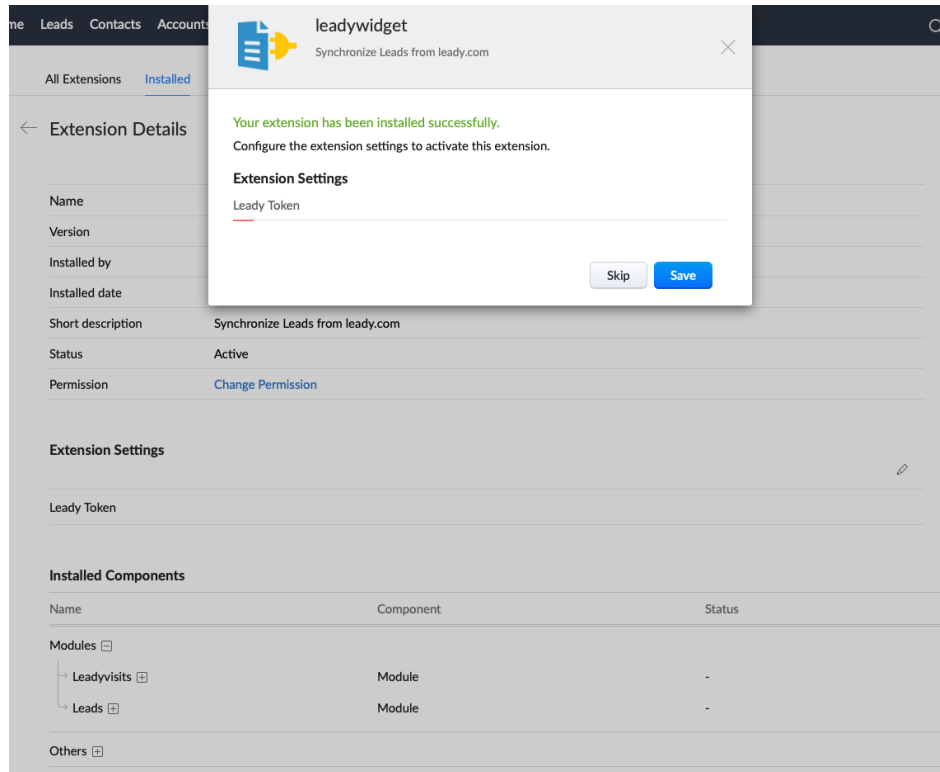 me Leads Contacts Accounts
leadywidget
Synchronize Leads from leady.com
All Extensions Installed
Extension Details
Your extension has been installed successfully.
Configure the extension settings to activate this extension.
Extension Settings
Leady Token
Skip Save
Name
Version
Installed by
Installed date
Short description Synchronize Leads from leady.com
Status Active
Permission Change Permission
Extension Settings
Leady Token
Installed Components
Name Component Status
Modules
Leadyvisits Module -
Leads Module -
Others